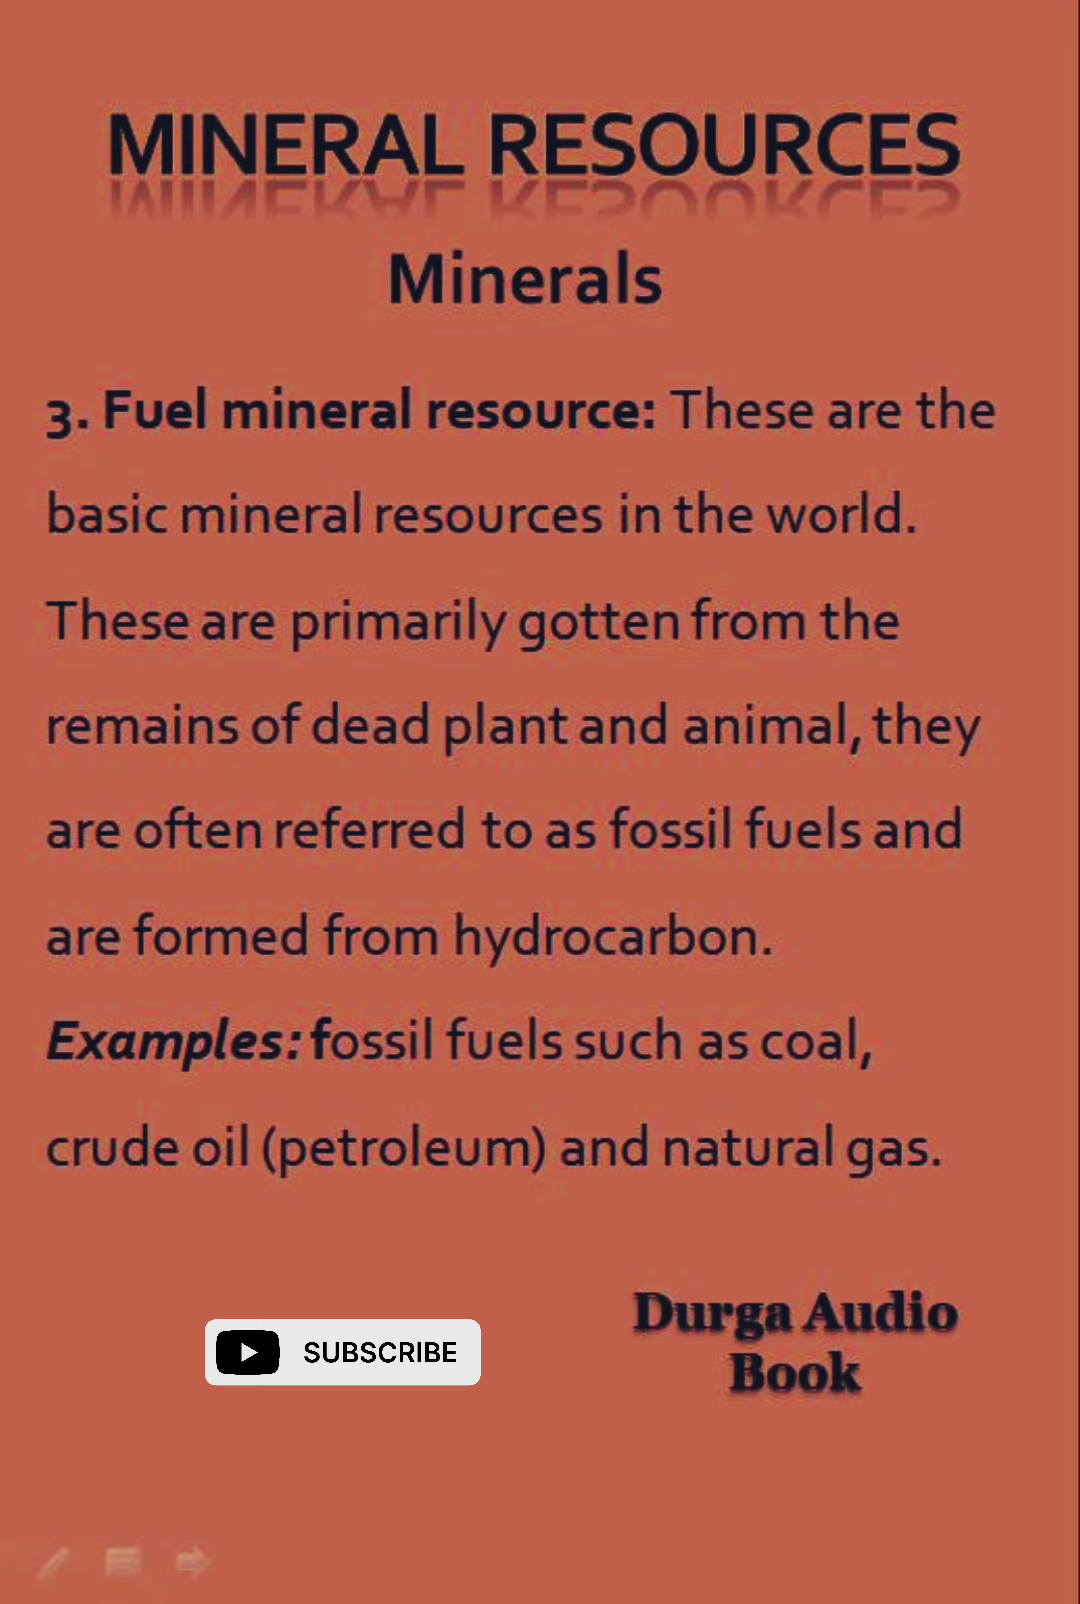 MINERAL RESOURCES
Minerals
3. Fuel mineral resource: These are the
basic mineral resources in the world.
These are primarily gotten from the
remains of dead plant and animal, they
are often referred to as fossil fuels and
are formed from hydrocarbon.
Examples: fossil fuels such as coal,
crude oil (petroleum) and natural gas.
SUBSCRIBE
Durga Audio
Book